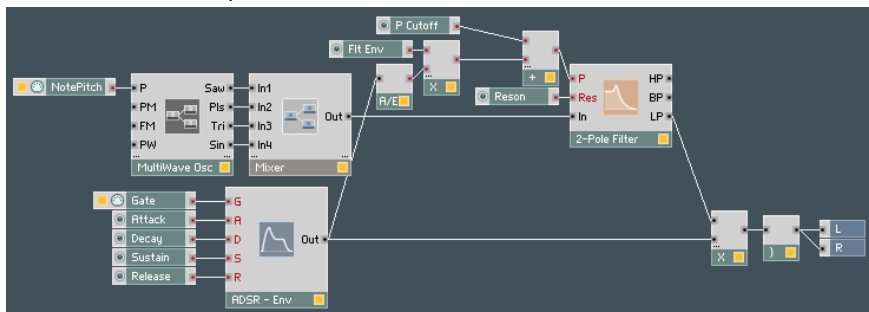 P Cutoff
Flt Env
+
NotePitch
P
Saw
In1
PM
Pls
In2
FM
Tri
In3
PW
Sin
In4
...
MultiWave Osc
Out
...
Mixer
A/E
X
Reson
P
HP
Res
BP
In
LP
2-Pole Filter
Gate
G
Attack
A
Decay
D
Out
Sustain
S
Release
R
ADSR - Env
X
}
L
R